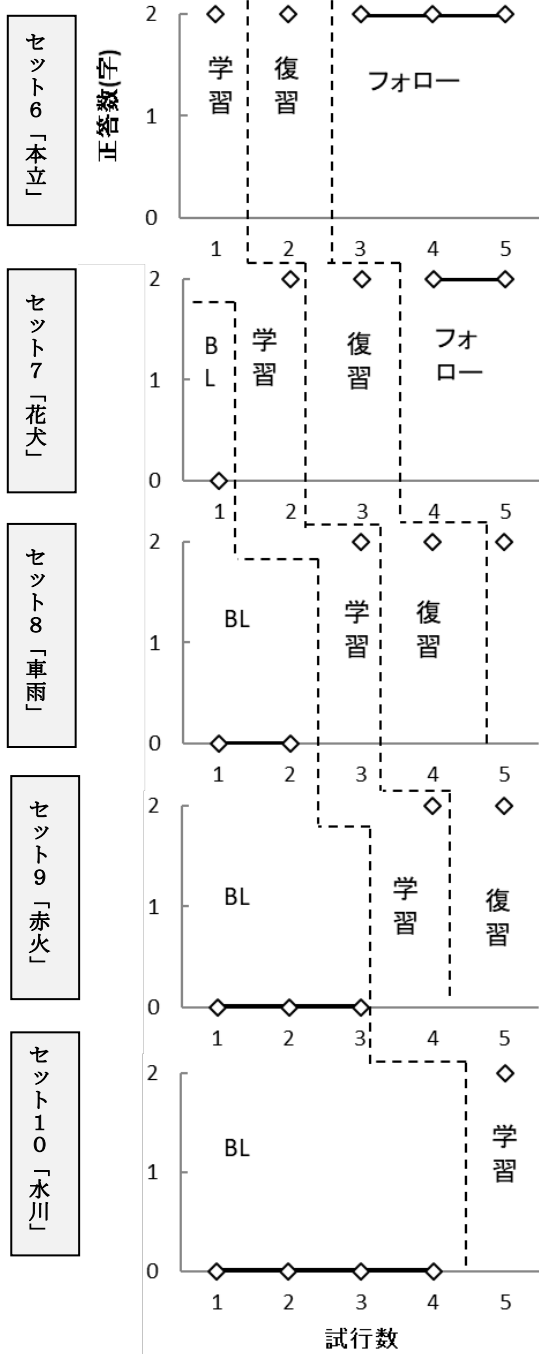 セット6「本立」
正答数(字)
2
1
0
学習
復習
フォロー
1 2 3 4 5
セット7「花犬」
2
1
0
BL
学習
復習
フォロー
1 2 3 4 5
セット8「車雨」
2
1
0
BL
学習
復習
1 2 3 4 5
セット9「赤火」
2
1
0
BL
学習
復習
1 2 3 4 5
セット10「水川」
2
1
0
BL
学習
1 2 3 4 5
試行数